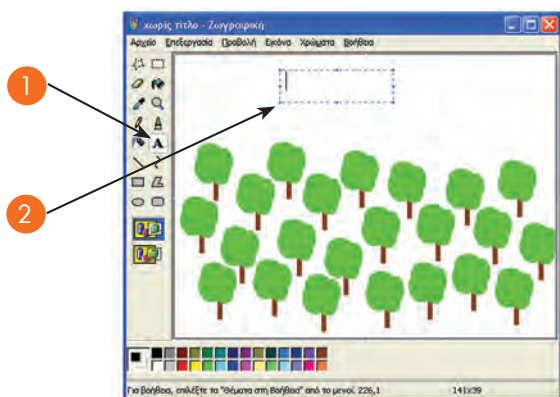 χωρίς τίτλο - Ζωγραφική
Αρχείο Επεξεργασία Προβολή Εικόνα Χρώματα Βοήθεια
1
A
2
Για βοήθεια, επιλέξτε τα "Θέματα στη Βοήθεια" από το μενού 226,1 141x39